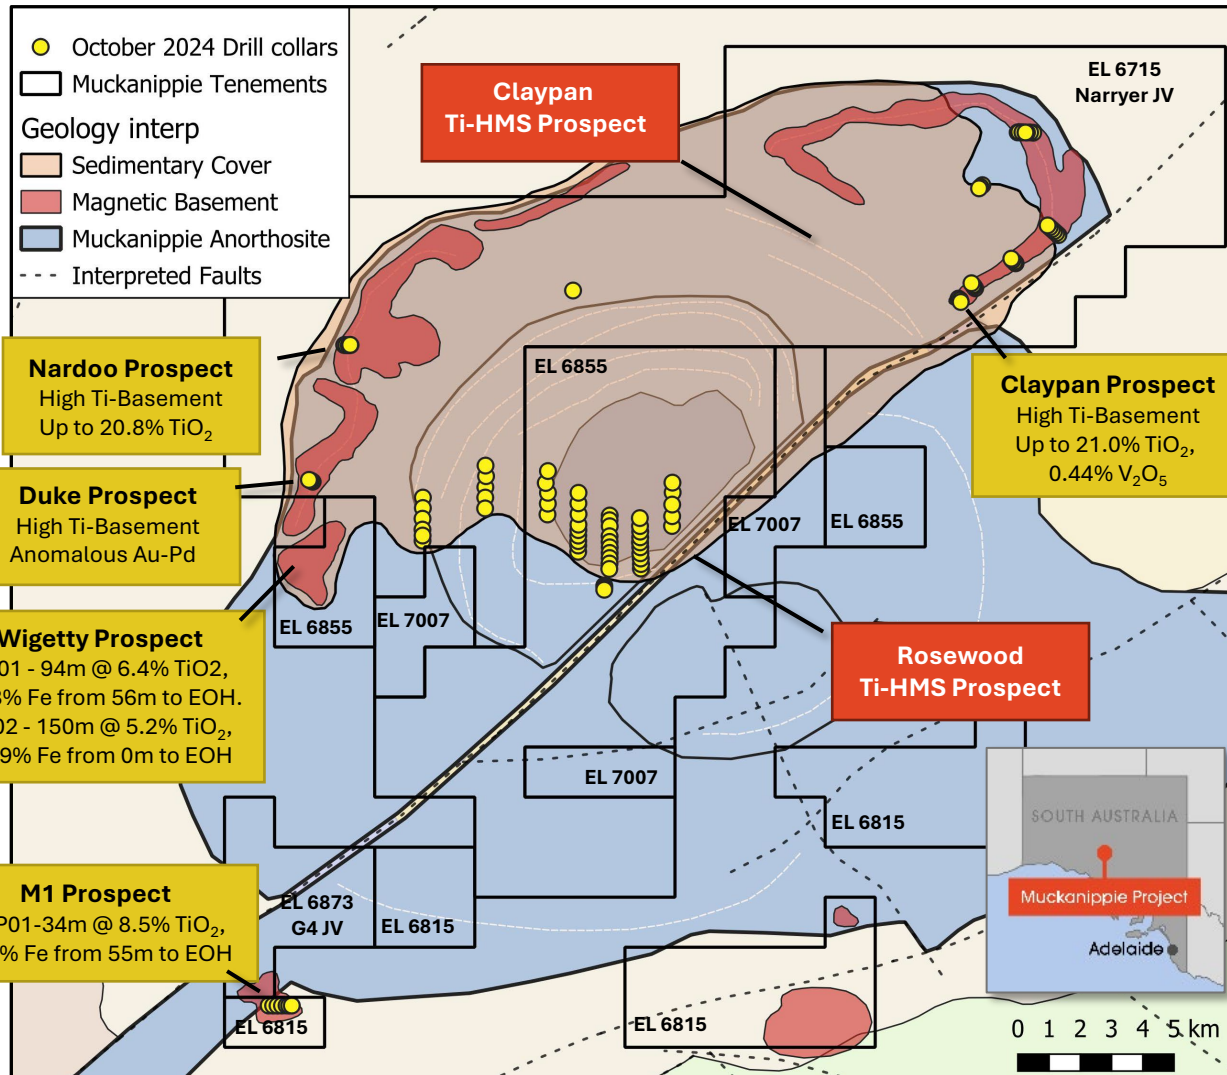 October 2024 Drill collars
Muckanippie Tenements
Geology interp
Sedimentary Cover
Magnetic Basement
Muckanippie Anorthosite
Interpreted Faults
Claypan
Ti-HMS Prospect
EL 6715
Narryer JV
Nardoo Prospect
High Ti-Basement
Up to 20.8% TiO₂
EL 6855
Claypan Prospect
High Ti-Basement
Up to 21.0% TiO₂,
0.44% V₂O₅
Duke Prospect
High Ti-Basement
Anomalous Au-Pd
EL 7007
EL 6855
EL 6855
EL 7007
Wigetty Prospect
01 - 94m @ 6.4% TiO2,
% Fe from 56m to EOH.
02 - 150m @ 5.2% TiO₂,
9% Fe from 0m to EOH
Rosewood
Ti-HMS Prospect
EL 7007
EL 6815
SOUTH AUSTRALIA
Muckanippie Project
Adelaide
M1 Prospect
P01-34m @ 8.5% TiO₂,
% Fe from 55m to EOH
EL 6873
G4 JV
EL 6815
EL 6815
EL 6815
0 1 2 3 4 5 km